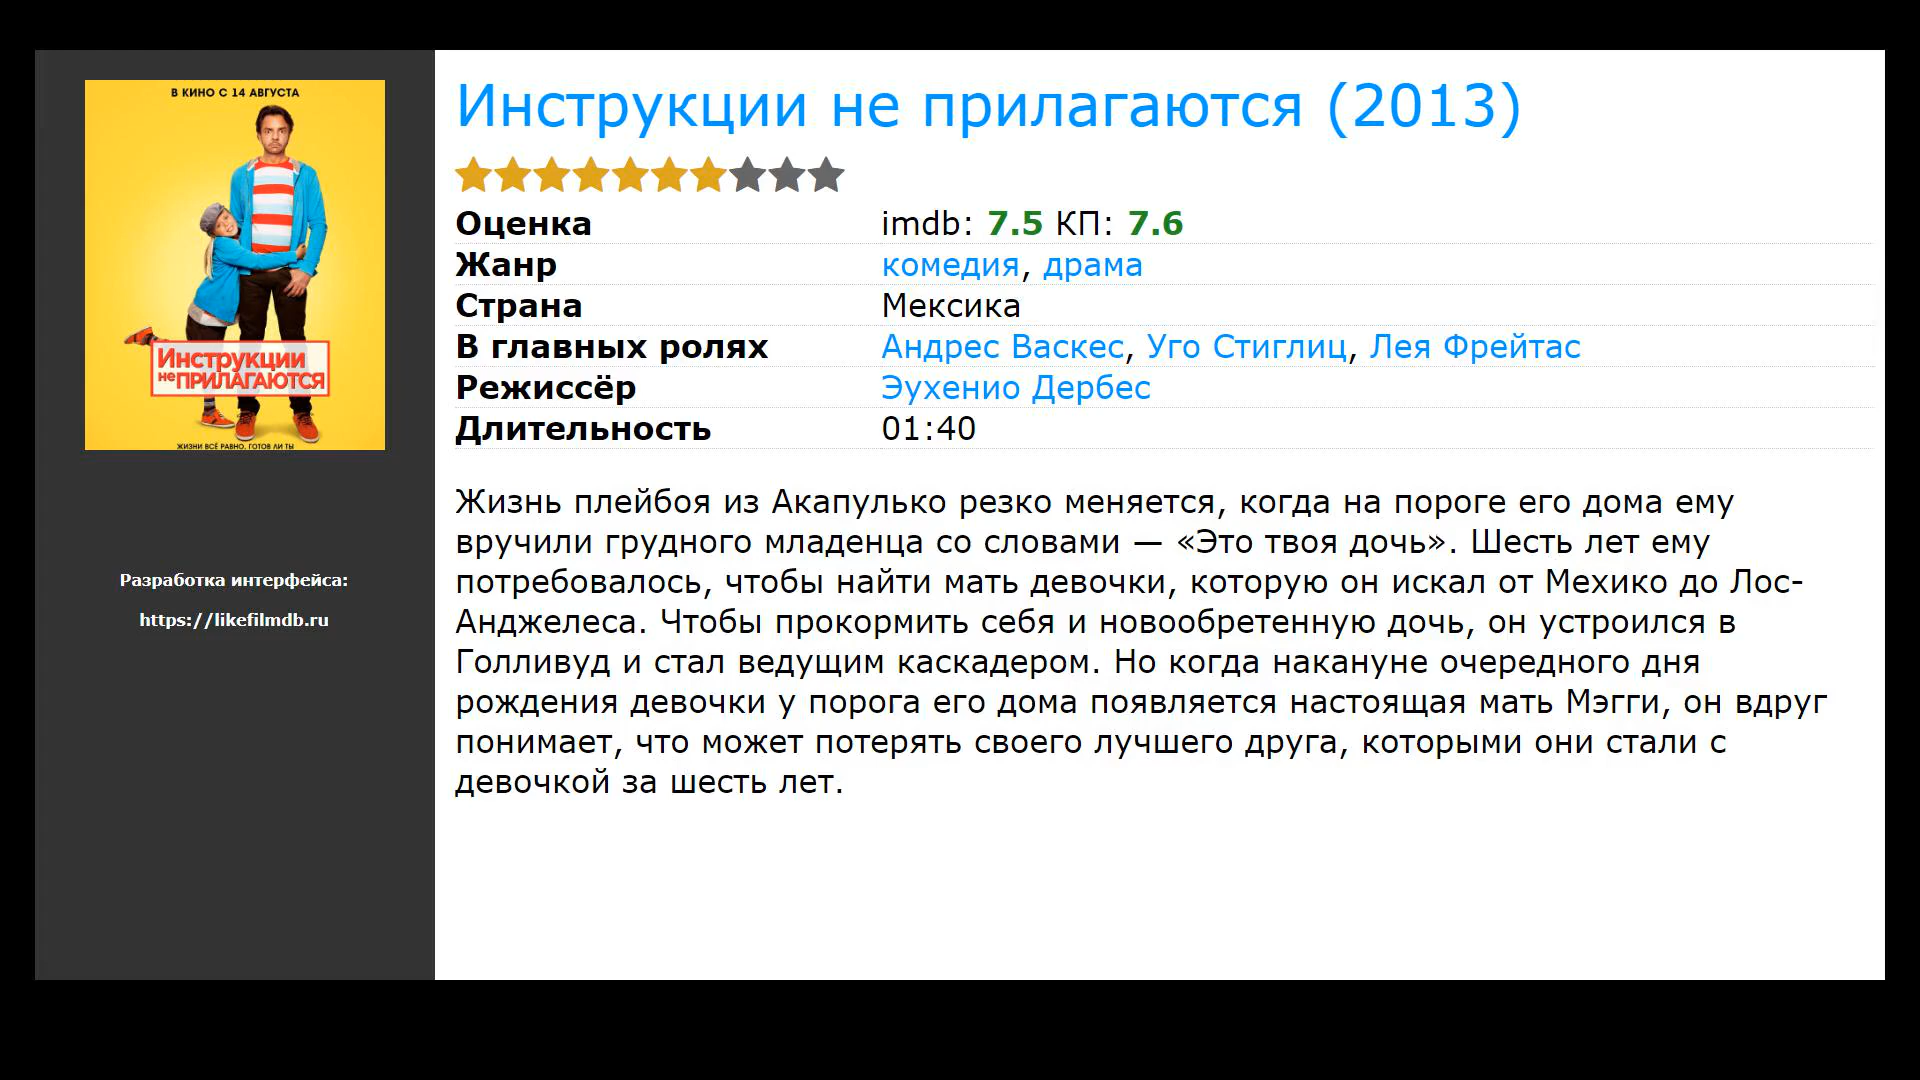 В КИНО С 14 АВГУСТА
Инструкции
не ПРИЛАГАЮТСЯ
ЖИЗНИ ВСЁ РАВНО, ГОТОВ ЛИ ТЫ
Разработка интерфейса:
https://likefilmdb.ru
Инструкции не прилагаются (2013)
Оценка imdb: 7.5 КП: 7.6
Жанр комедия, драма
Страна Мексика
В главных ролях Андрес Васкес, Уго Стиглиц, Лея Фрейтас
Режиссёр Эухенио Дербес
Длительность 01:40
Жизнь плейбоя из Акапулько резко меняется, когда на пороге его дома ему
вручили грудного младенца со словами — «Это твоя дочь». Шесть лет ему
потребовалось, чтобы найти мать девочки, которую он искал от Мехико до Лос-
Анджелеса. Чтобы прокормить себя и новообретенную дочь, он устроился в
Голливуд и стал ведущим каскадером. Но когда накануне очередного дня
рождения девочки у порога его дома появляется настоящая мать Мэгги, он вдруг
понимает, что может потерять своего лучшего друга, которыми они стали с
девочкой за шесть лет.